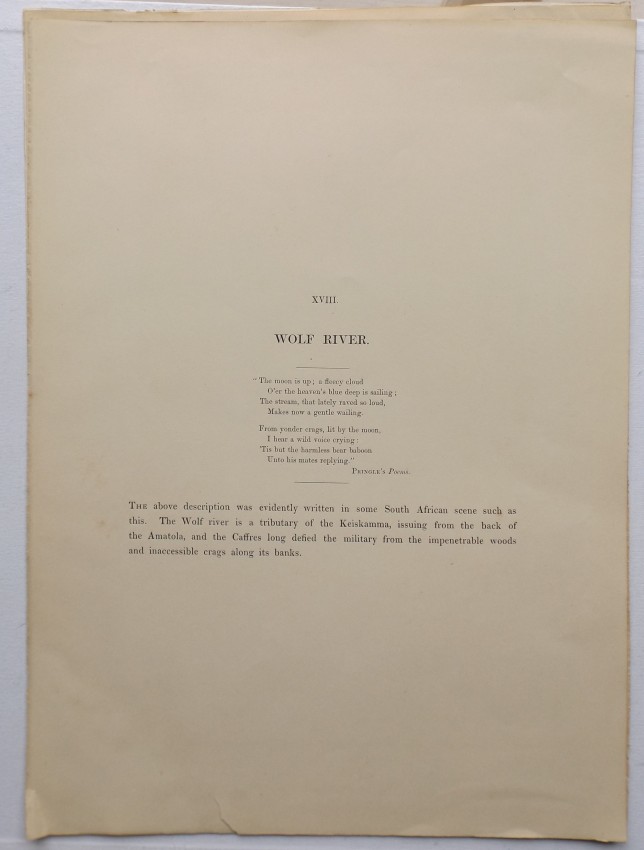 XVIII.
WOLF RIVER.
“The moon is up; a fleecy cloud
O'er the heaven's blue deep is sailing;
The stream, that lately raved so loud,
Makes now a gentle wailing.
From yonder crags, lit by the moon,
I hear a wild voice crying:
'Tis but the harmless bear baboon
Unto his mates replying.”
PRINGLE'S Poems.
THE above description was evidently written in some South African scene such as
this. The Wolf river is a tributary of the Keiskamma, issuing from the back of
the Amatola, and the Caffres long defied the military from the impenetrable woods
and inaccessible crags along its banks.